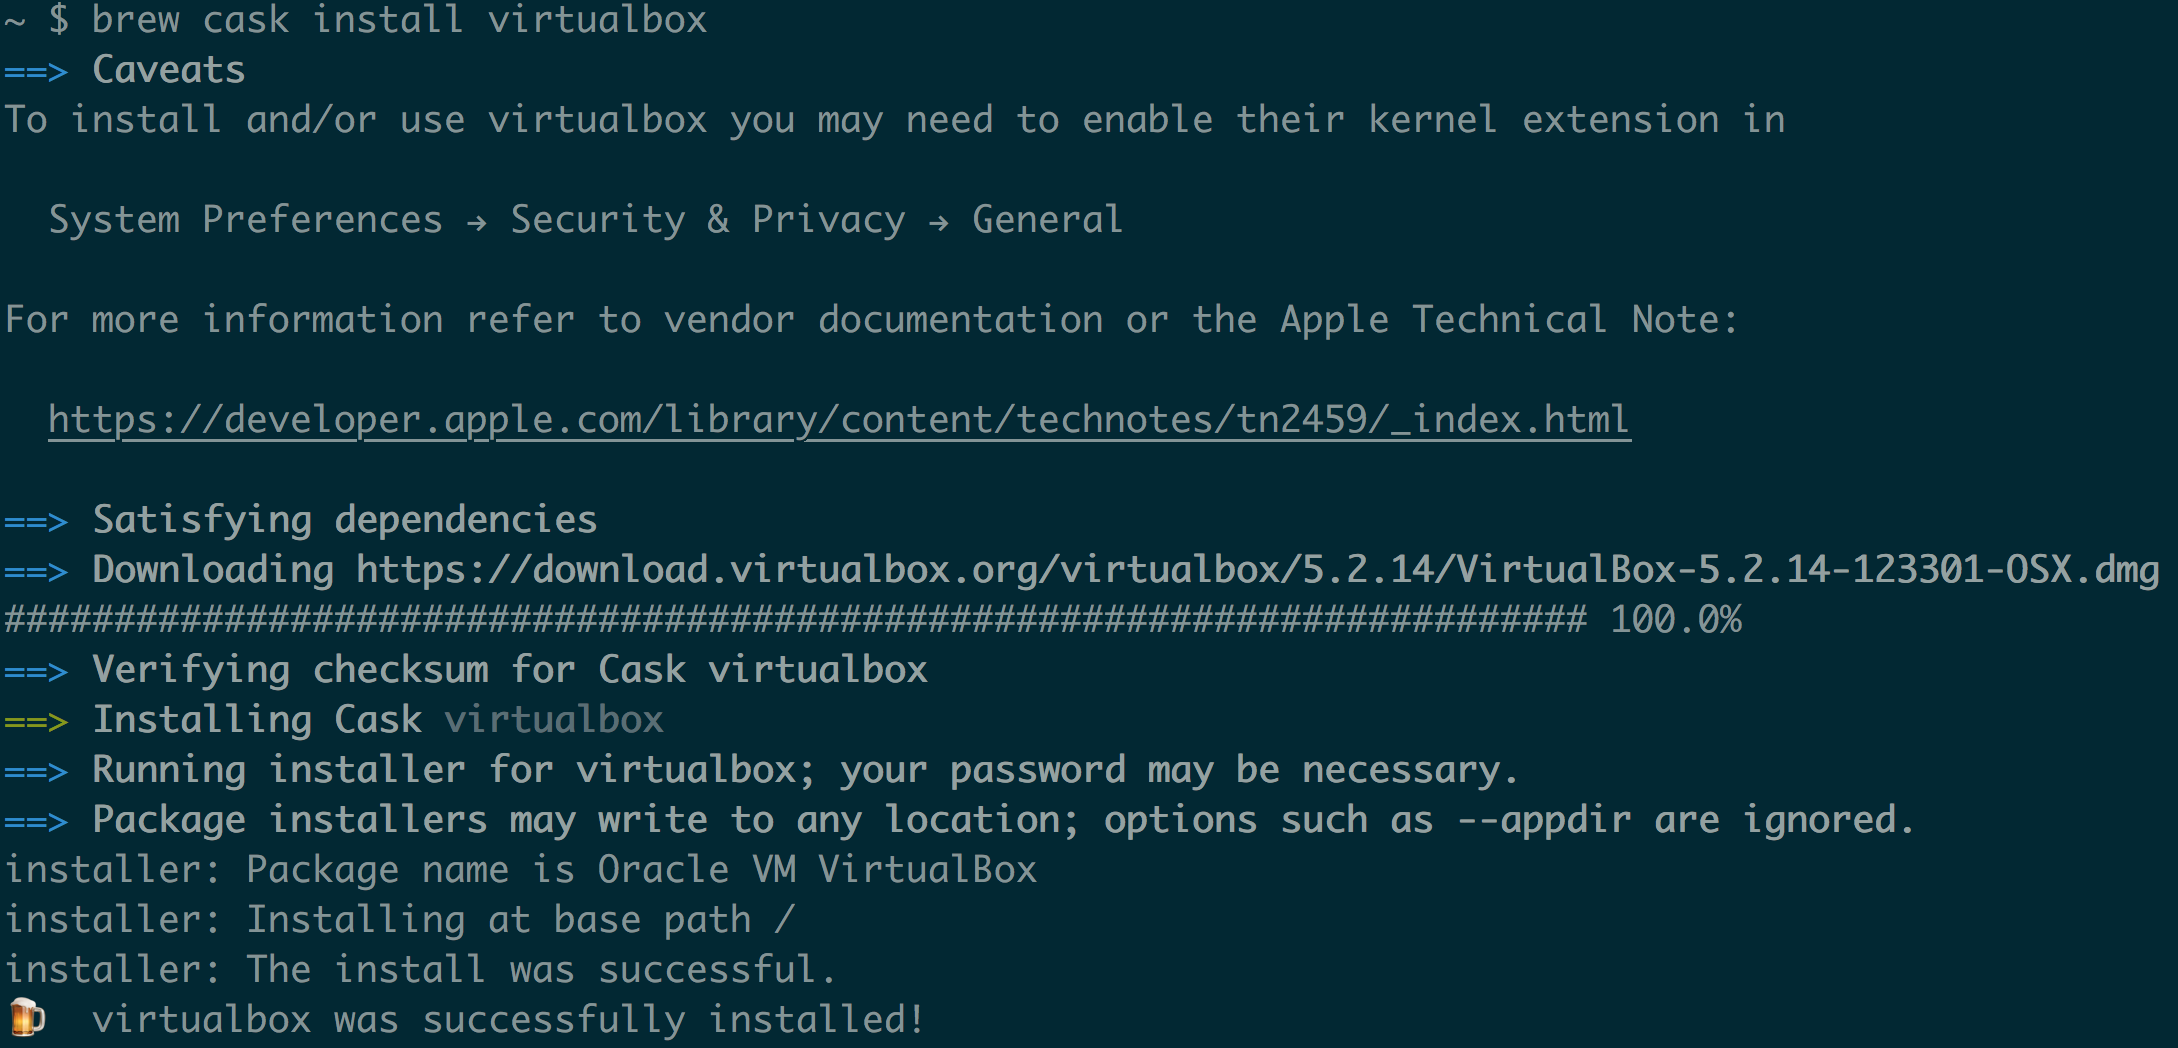 ~ $ brew cask install virtualbox
==> Caveats
To install and/or use virtualbox you may need to enable their kernel extension in
System Preferences → Security & Privacy → General
For more information refer to vendor documentation or the Apple Technical Note:
https://developer.apple.com/library/content/technotes/tn2459/_index.html
==> Satisfying dependencies
==> Downloading https://download.virtualbox.org/virtualbox/5.2.14/VirtualBox-5.2.14-123301-OSX.dmg
######################################################################## 100.0%
==> Verifying checksum for Cask virtualbox
==> Installing Cask virtualbox
==> Running installer for virtualbox; your password may be necessary.
==> Package installers may write to any location; options such as --appdir are ignored.
installer: Package name is Oracle VM VirtualBox
installer: Installing at base path /
installer: The install was successful.
🍺  virtualbox was successfully installed!